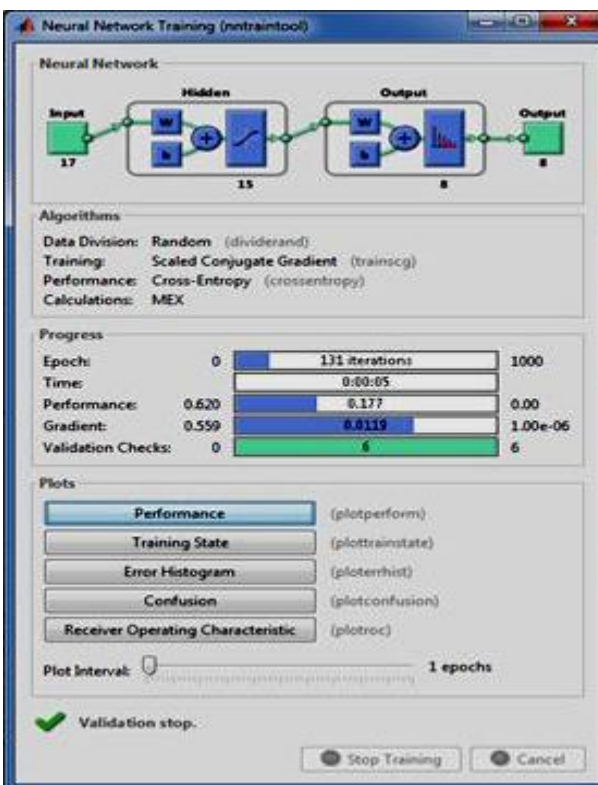 Neural Network Training (nntraintool)
Neural Network
Hidden Output
Input Output
W W
b b
17 15 8 8
Algorithms
Data Division: Random (dividerand)
Training: Scaled Conjugate Gradient (trainscg)
Performance: Cross-Entropy (crossentropy)
Calculations: MEX
Progress
Epoch: 0 131 iterations 1000
Time: 0:00:05
Performance: 0.620 0.177 0.00
Gradient: 0.559 0.0119 1.00e-06
Validation Checks: 0 6 6
Plots
Performance (plotperform)
Training State (plottrainstate)
Error Histogram (ploterrhist)
Confusion (plotconfusion)
Receiver Operating Characteristic (plotroc)
Plot Interval: 1 epochs
Validation stop.
Stop Training Cancel